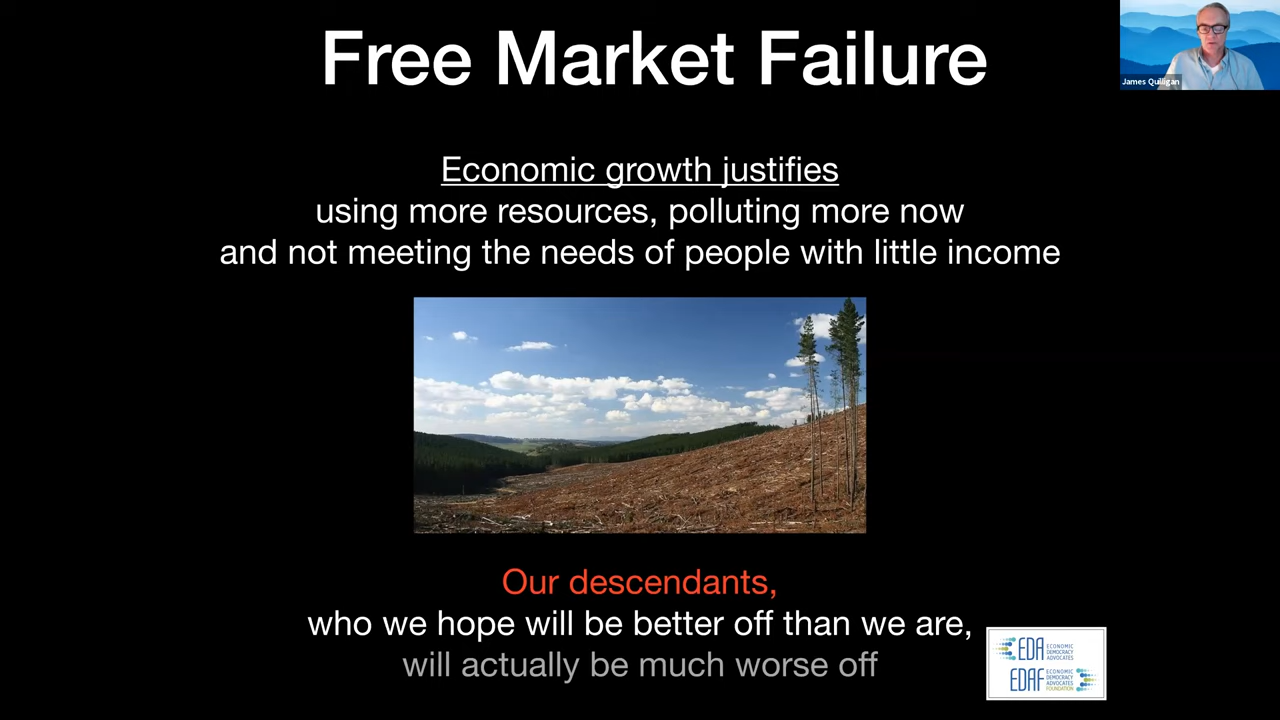 Free Market Failure
James Quilligan
Economic growth justifies
using more resources, polluting more now
and not meeting the needs of people with little income
Our descendants,
who we hope will be better off than we are,
will actually be much worse off
EDA ECONOMIC
DEMOCRACY
ADVOCATES
EDAF ECONOMIC
DEMOCRACY
ADVOCATES
FOUNDATION